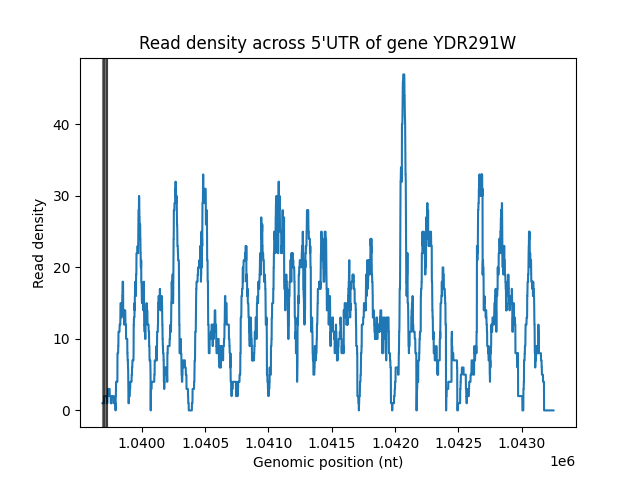 Read density across 5'UTR of gene YDR291W
Read density
40
30
20
10
0
1.0400 1.0405 1.0410 1.0415 1.0420 1.0425 1.0430
Genomic position (nt)
1e6